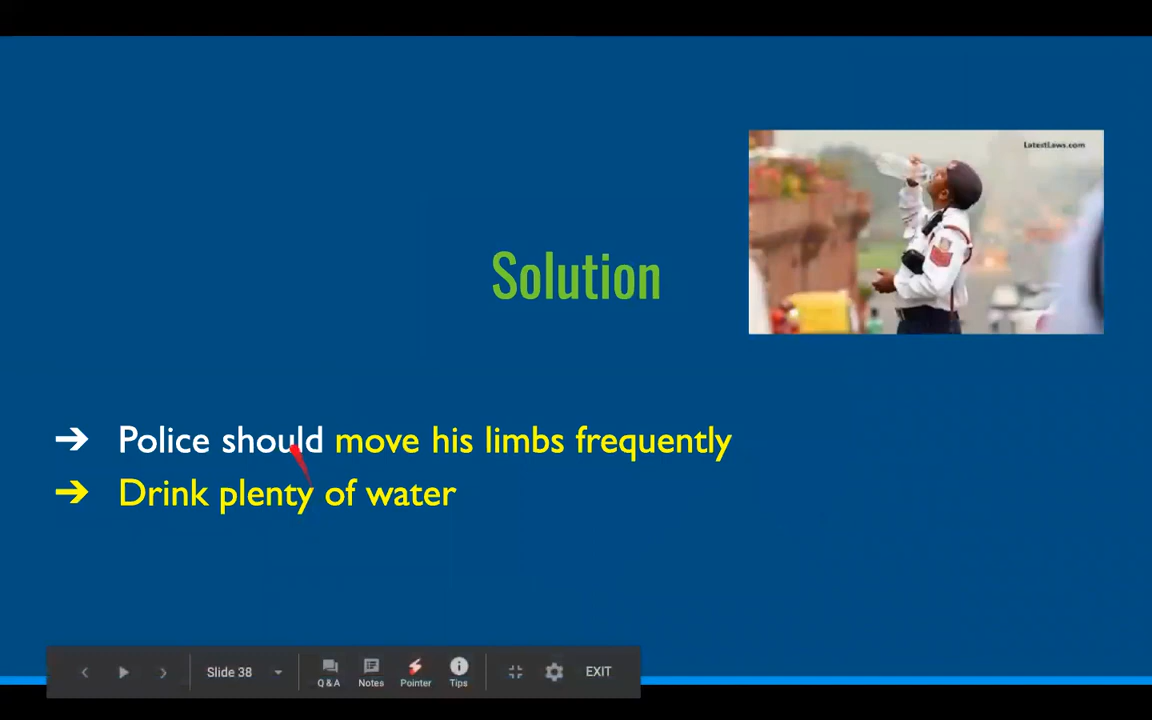 LatestLaws.com
Solution
➔ Police should move his limbs frequently
➔ Drink plenty of water
Slide 38
Q & A
Notes
Pointer
Tips
EXIT